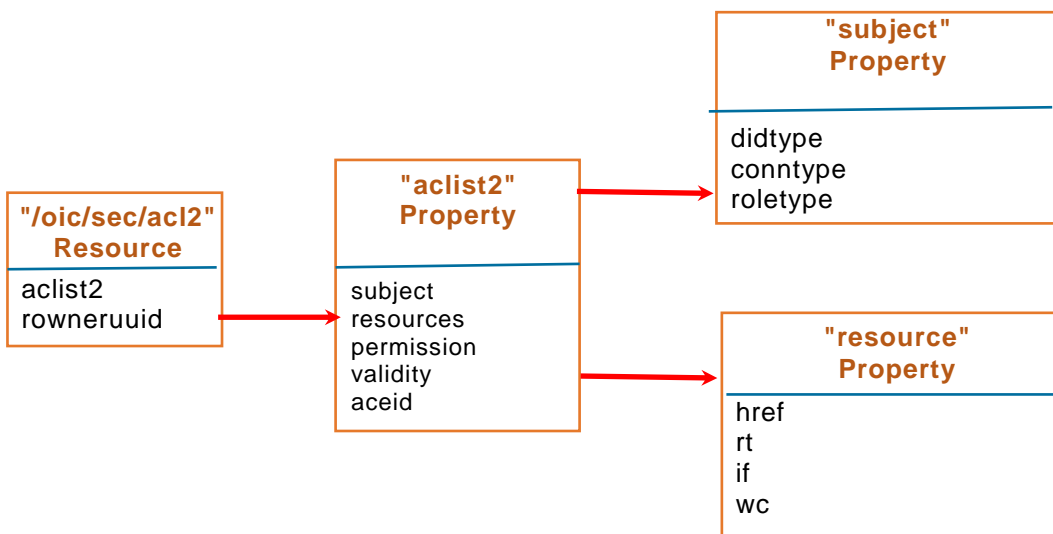 "/oic/sec/acl2"
Resource
aclist2
rowneruuid
"aclist2"
Property
subject
resources
permission
validity
aceid
"subject"
Property
didtype
conntype
roletype
"resource"
Property
href
rt
if
wc